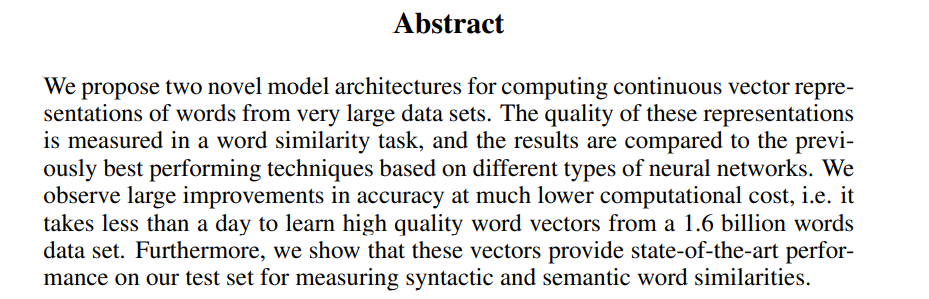 Abstract
We propose two novel model architectures for computing continuous vector repre-
sentations of words from very large data sets. The quality of these representations
is measured in a word similarity task, and the results are compared to the previ-
ously best performing techniques based on different types of neural networks. We
observe large improvements in accuracy at much lower computational cost, i.e. it
takes less than a day to learn high quality word vectors from a 1.6 billion words
data set. Furthermore, we show that these vectors provide state-of-the-art perfor-
mance on our test set for measuring syntactic and semantic word similarities.